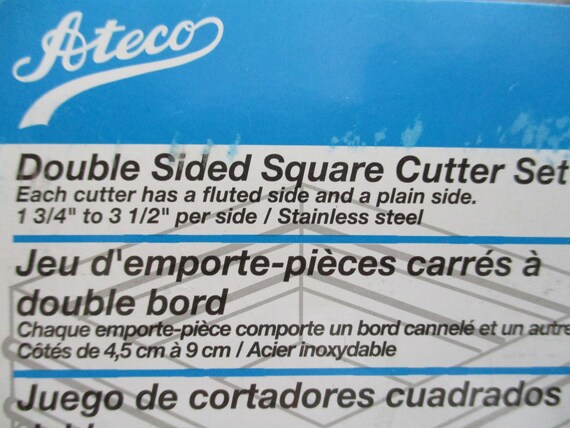 Ateco
Double Sided Square Cutter Set
Each cutter has a fluted side and a plain side.
1 3/4" to 3 1/2" per side / Stainless steel
Jeu d'emporte-pièces carrés à
double bord
Chaque emporte-pièce comporte un bord cannelé et un autre
Côtés de 4,5 cm à 9 cm / Acier inoxydable
Juego de cortadores cuadrados